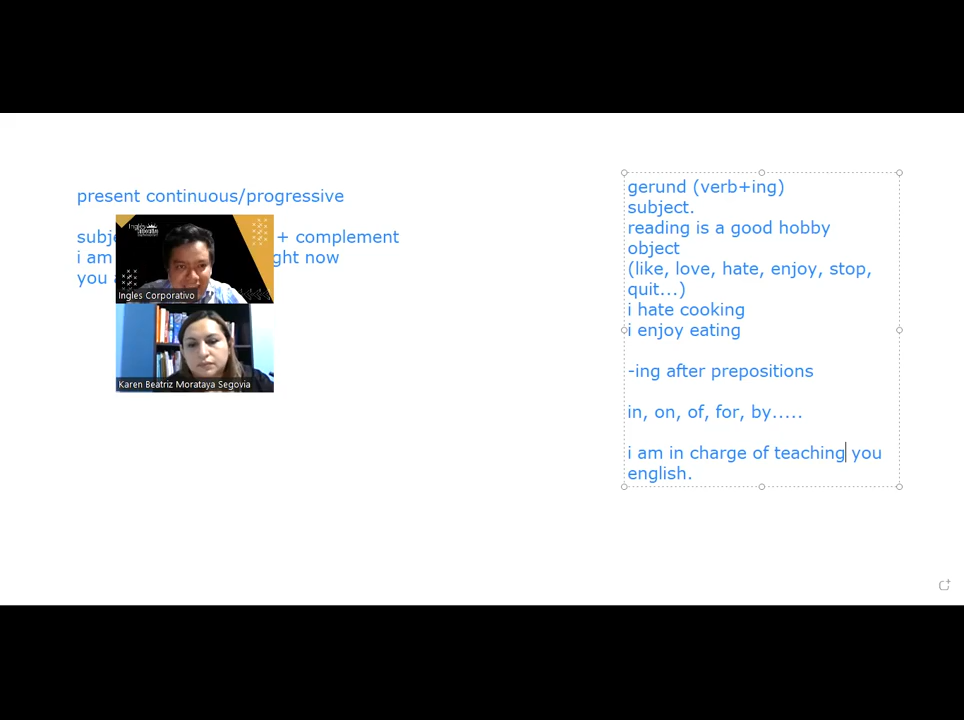 present continuous/progressive
+ complement
i am
ght now
you
Ingles Corporativo
Karen Beatriz Morataya Segovia
gerund (verb+ing)
subject.
reading is a good hobby
object
(like, love, hate, enjoy, stop,
quit...)
i hate cooking
i enjoy eating
-ing after prepositions
in, on, of, for, by.....
i am in charge of teaching you
english.